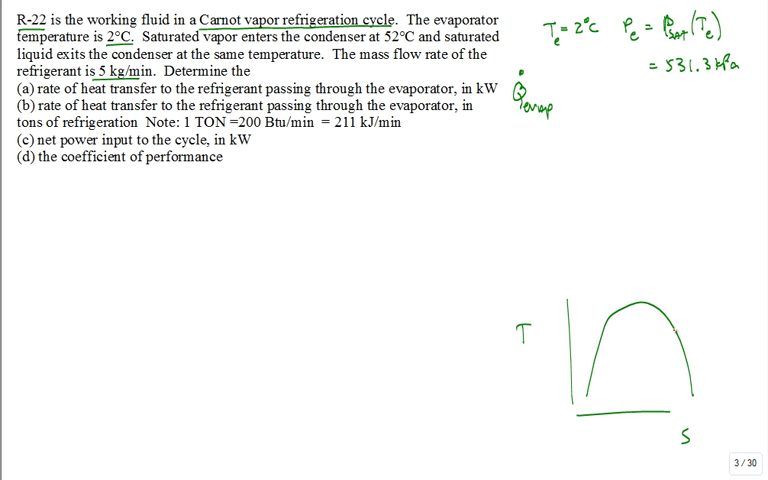 R-22 is the working fluid in a Carnot vapor refrigeration cycle. The evaporator
temperature is 2°C. Saturated vapor enters the condenser at 52°C and saturated
liquid exits the condenser at the same temperature. The mass flow rate of the
refrigerant is 5 kg/min. Determine the
(a) rate of heat transfer to the refrigerant passing through the evaporator, in kW
(b) rate of heat transfer to the refrigerant passing through the evaporator, in
tons of refrigeration Note: 1 TON =200 Btu/min = 211 kJ/min
(c) net power input to the cycle, in kW
(d) the coefficient of performance
Te = 2°C Pe = PSAT (Te)
= 531.3 kPa
Q̇evap
T
S
3 / 30